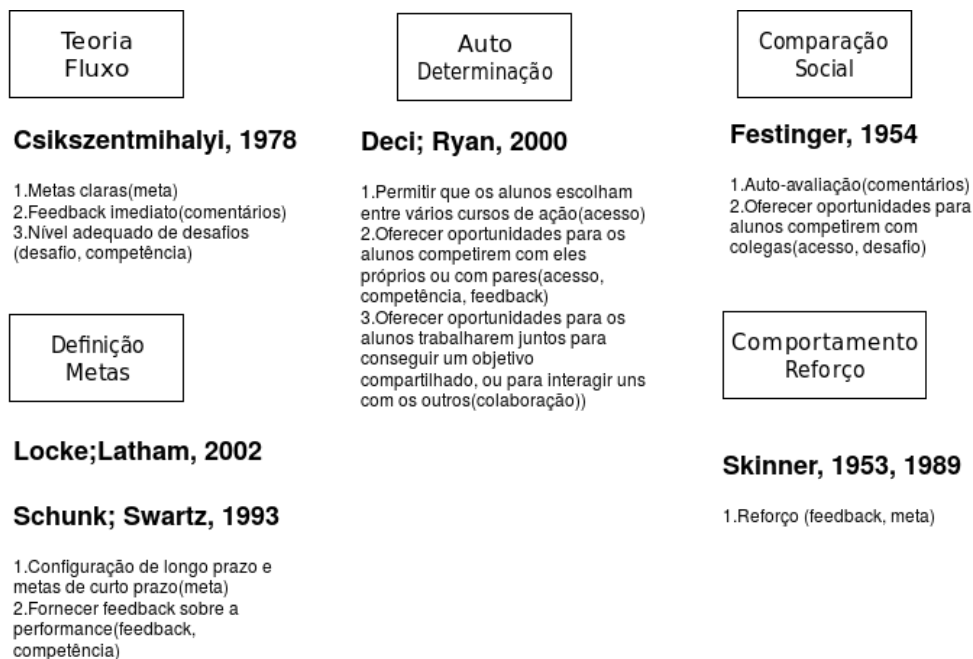 Teoria
Fluxo
Csikszentmihalyi, 1978
1.Metas claras(meta)
2.Feedback imediato(comentários)
3.Nível adequado de desafios
(desafio, competência)
Definição
Metas
Locke;Latham, 2002
Schunk; Swartz, 1993
1.Configuração de longo prazo e
metas de curto prazo(meta)
2.Fornecer feedback sobre a
performance(feedback,
competência)
Auto
Determinação
Deci; Ryan, 2000
1.Permitir que os alunos escolham
entre vários cursos de ação(acesso)
2.Oferecer oportunidades para os
alunos competirem com eles
próprios ou com pares(acesso,
competência, feedback)
3.Oferecer oportunidades para os
alunos trabalharem juntos para
conseguir um objetivo
compartilhado, ou para interagir uns
com os outros(colaboração))
Comparação
Social
Festinger, 1954
1.Auto-avaliação(comentários)
2.Oferecer oportunidades para
alunos competirem com
colegas(acesso, desafio)
Comportamento
Reforço
Skinner, 1953, 1989
1.Reforço (feedback, meta)